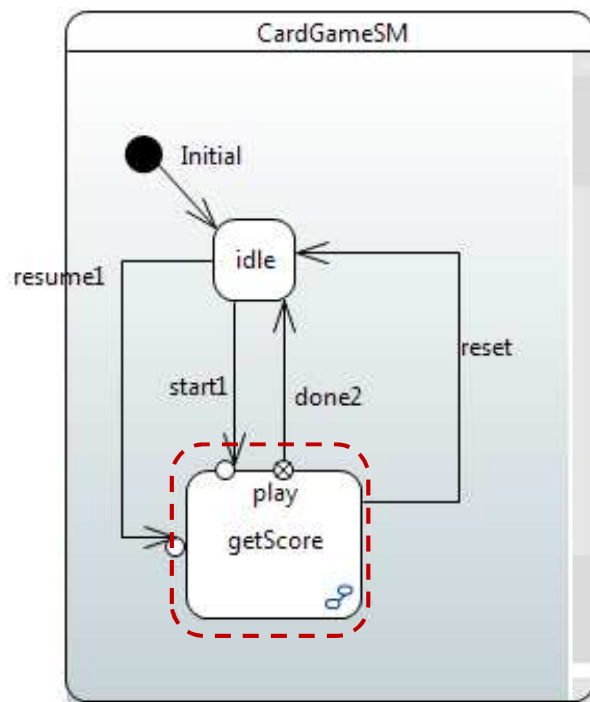 CardGameSM
Initial
idle
resume1
reset
start1
done2
play
getScore